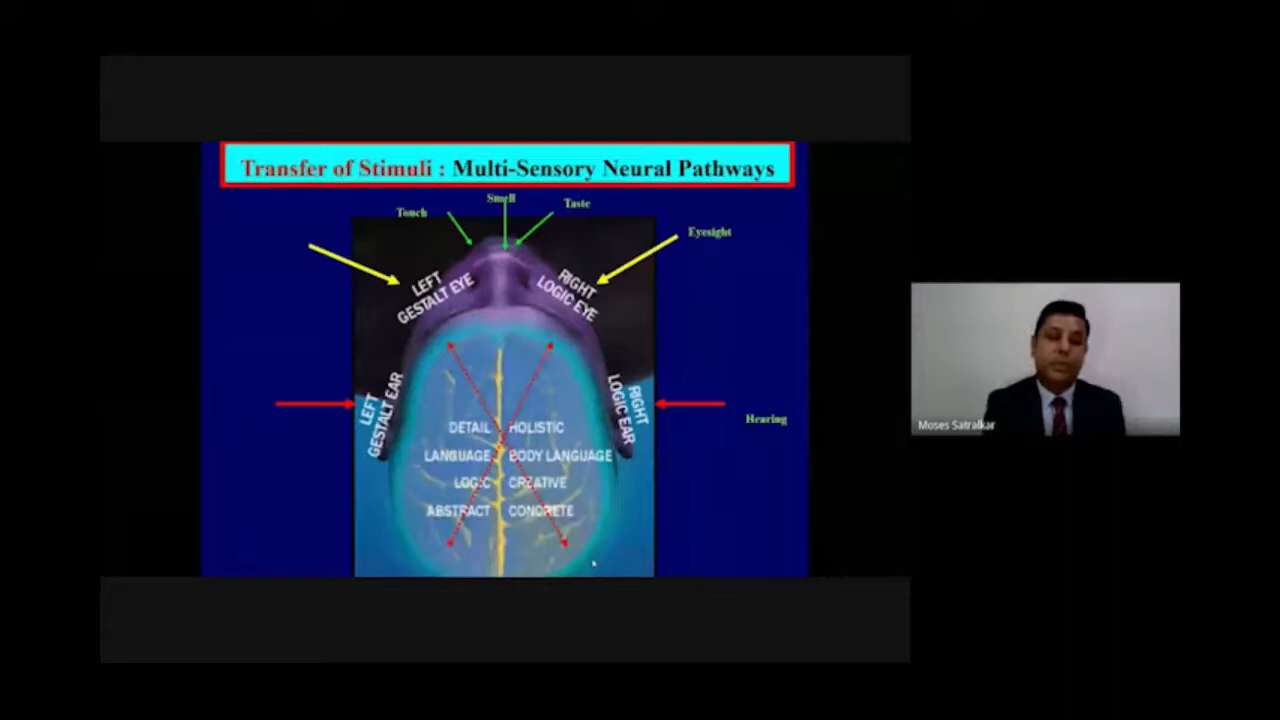 Transfer of Stimuli : Multi-Sensory Neural Pathways
Smell
Touch
Taste
Eyesight
LEFT
GESTALT EYE
RIGHT
LOGIC EYE
LEFT
GESTALT EAR
RIGHT
LOGIC EAR
Hearing
DETAIL HOLISTIC
LANGUAGE BODY LANGUAGE
LOGIC CREATIVE
ABSTRACT CONCRETE
Moses Satralkar